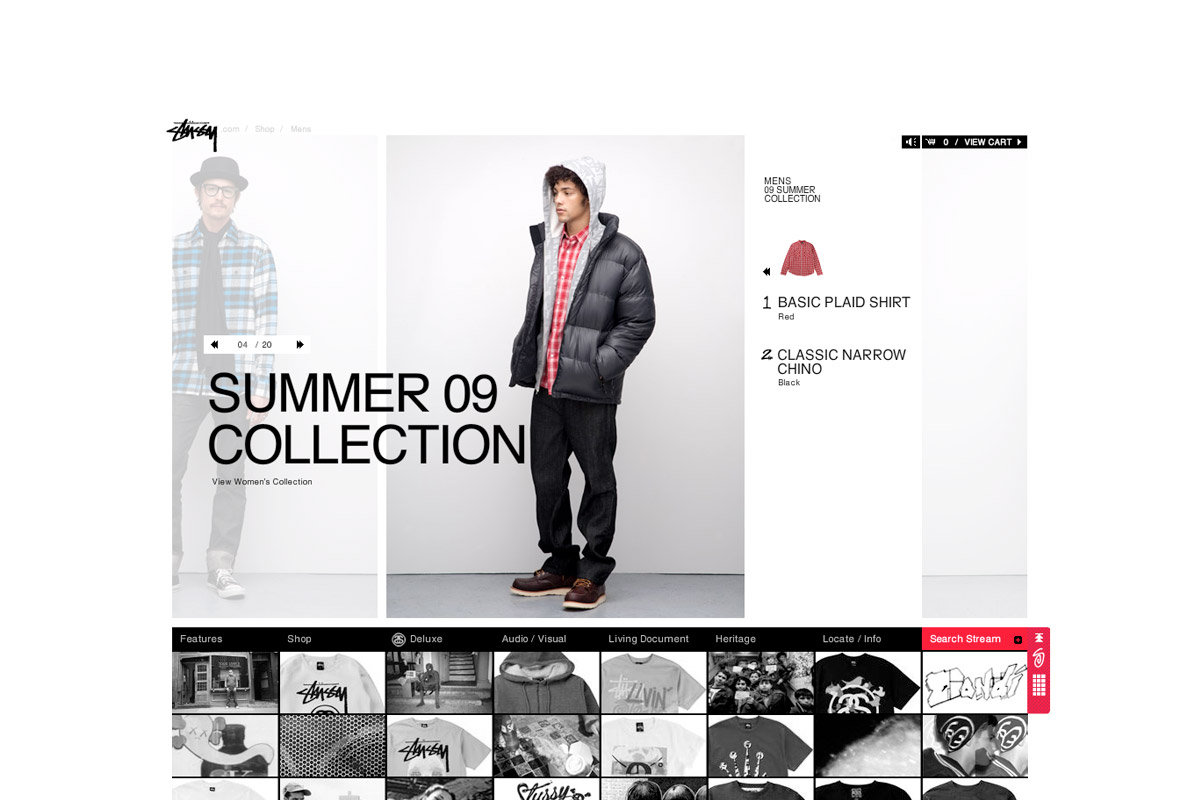 STÜSSY .com / Shop / Mens
0 / VIEW CART
MENS
09 SUMMER
COLLECTION
1 BASIC PLAID SHIRT
Red
2 CLASSIC NARROW
CHINO
Black
04 / 20
SUMMER 09
COLLECTION
View Women's Collection
Features Shop Deluxe Audio / Visual Living Document Heritage Locate / Info Search Stream